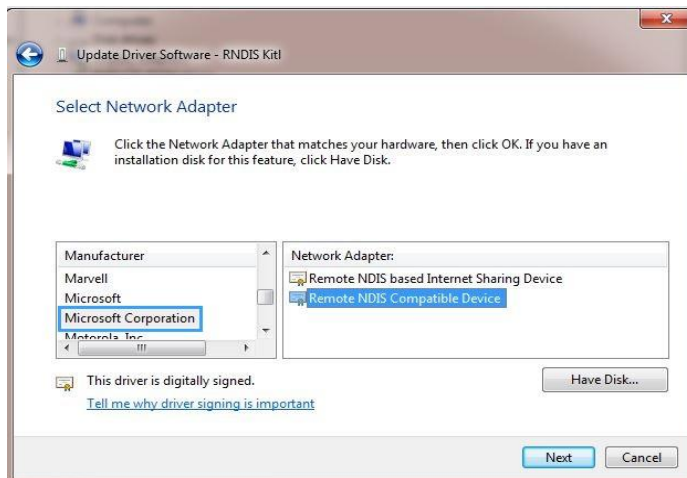 Update Driver Software - RNDIS Kitl
Select Network Adapter
Click the Network Adapter that matches your hardware, then click OK. If you have an
installation disk for this feature, click Have Disk.
Manufacturer
Marvell
Microsoft
Microsoft Corporation
Motorola, Inc.
Network Adapter:
Remote NDIS based Internet Sharing Device
Remote NDIS Compatible Device
This driver is digitally signed.
Tell me why driver signing is important
Have Disk...
Next
Cancel